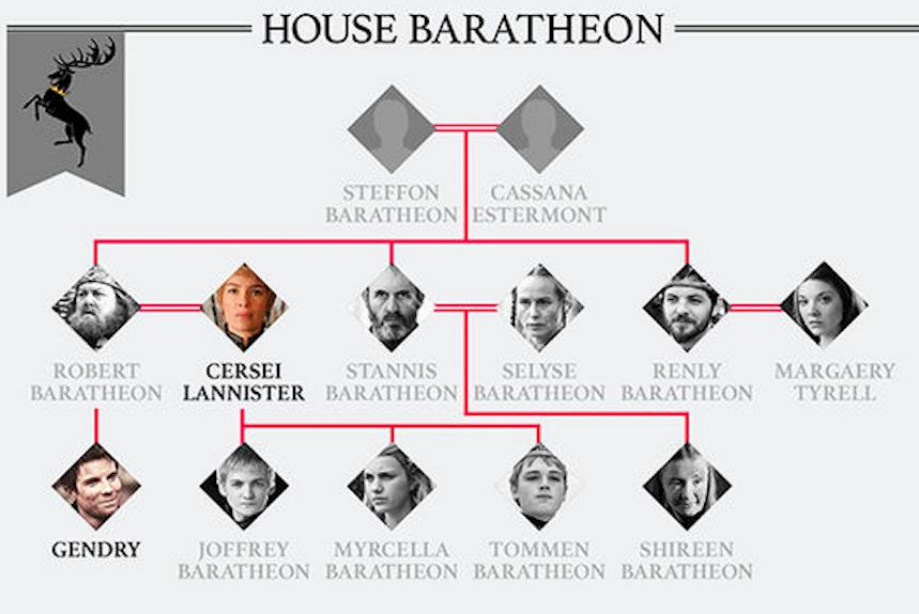 HOUSE BARATHEON
STEFFON
BARATHEON
CASSANA
ESTERMONT
ROBERT
BARATHEON
CERSEI
LANNISTER
STANNIS
BARATHEON
SELYSE
BARATHEON
RENLY
BARATHEON
MARGAERY
TYRELL
GENDRY
JOFFREY
BARATHEON
MYRCELLA
BARATHEON
TOMMEN
BARATHEON
SHIREEN
BARATHEON